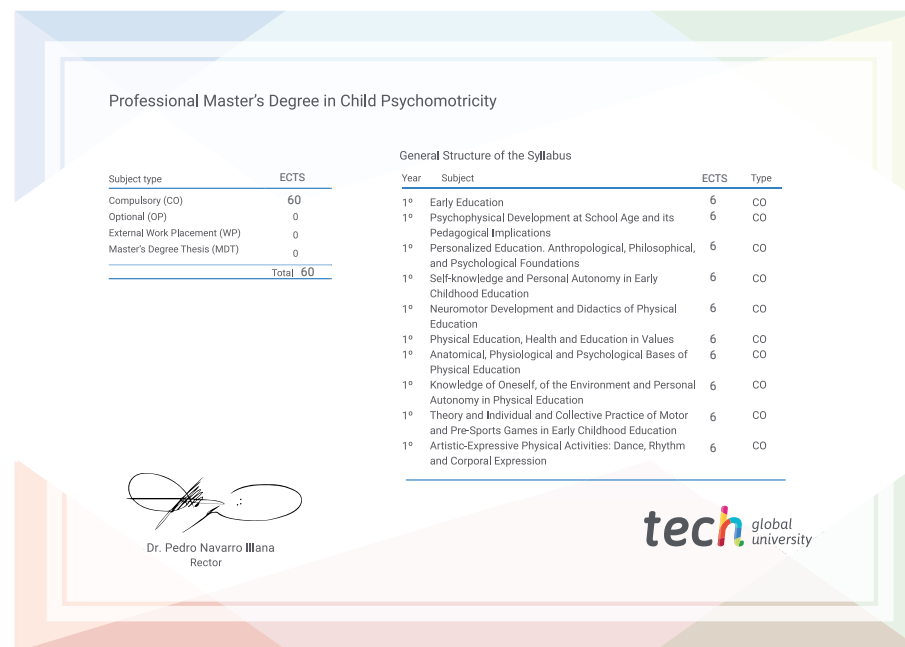 Professional Master's Degree in Child Psychomotricity
Subject type ECTS
Compulsory (CO) 60
Optional (OP) 0
External Work Placement (WP) 0
Master's Degree Thesis (MDT) 0
Total 60
General Structure of the Syllabus
Year Subject ECTS Type
1º Early Education 6 CO
1º Psychophysical Development at School Age and its 6 CO
Pedagogical Implications
1º Personalized Education. Anthropological, Philosophical, 6 CO
and Psychological Foundations
1º Self-knowledge and Personal Autonomy in Early 6 CO
Childhood Education
1º Neuromotor Development and Didactics of Physical 6 CO
Education
1º Physical Education, Health and Education in Values 6 CO
1º Anatomical, Physiological and Psychological Bases of 6 CO
Physical Education
1º Knowledge of Oneself, of the Environment and Personal 6 CO
Autonomy in Physical Education
1º Theory and Individual and Collective Practice of Motor 6 CO
and Pre-Sports Games in Early Childhood Education
1º Artistic-Expressive Physical Activities: Dance, Rhythm 6 CO
and Corporal Expression
Dr. Pedro Navarro Illana
Rector
tech global
university